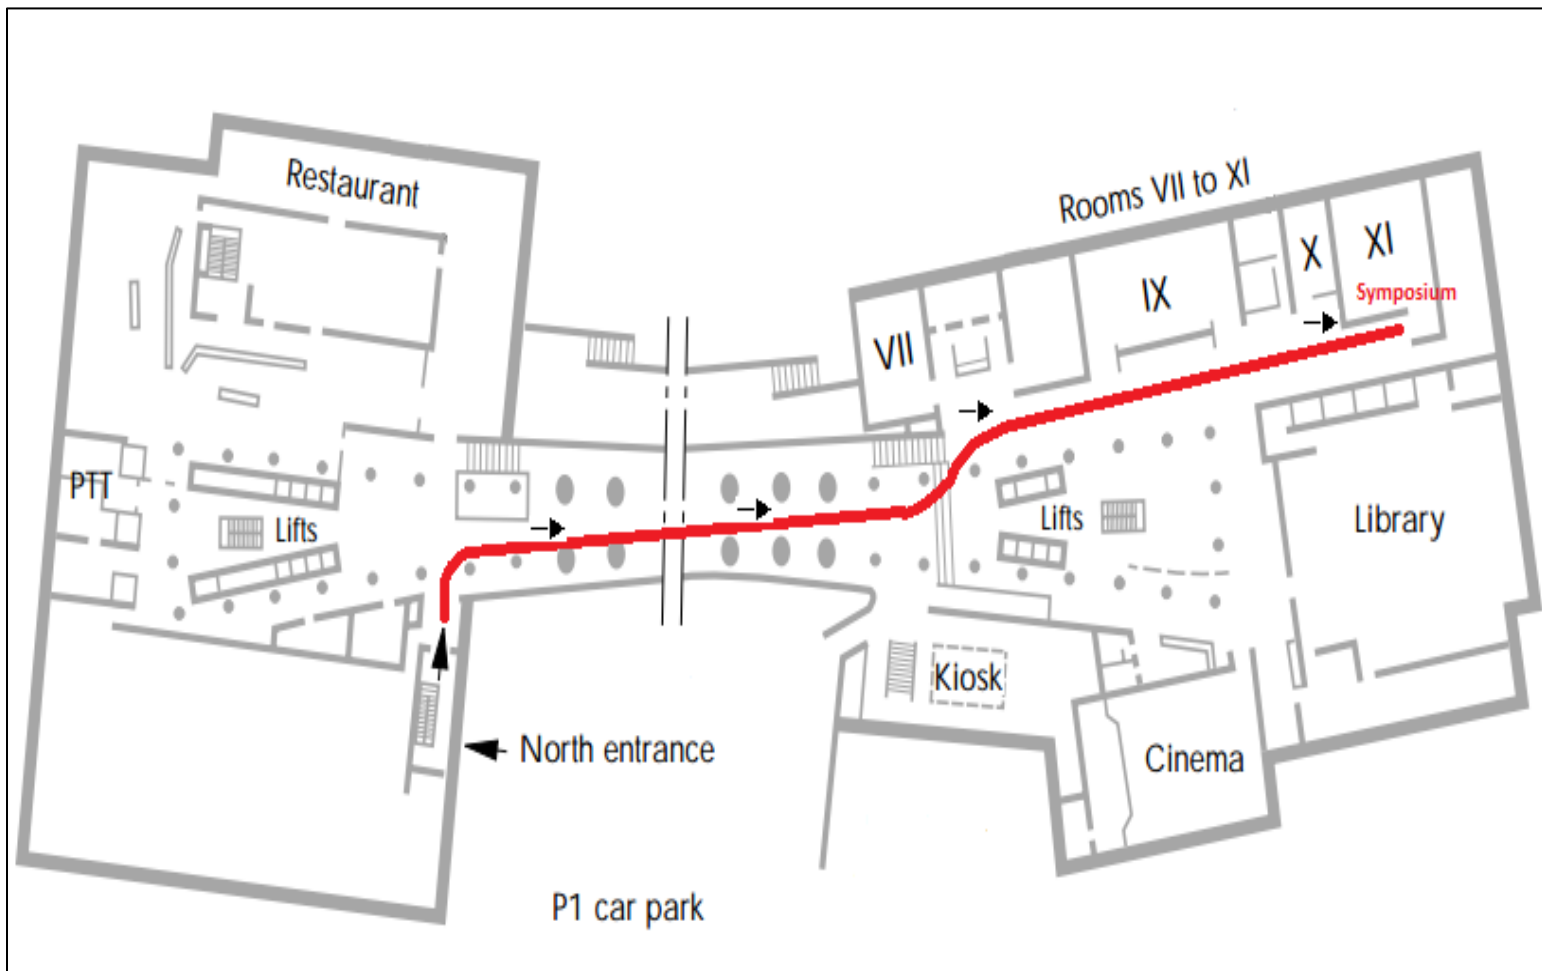 Restaurant
Rooms VII to XI
XI
X
Symposium
IX
VII
PTT
Lifts
Lifts
Library
Kiosk
North entrance
Cinema
P1 car park